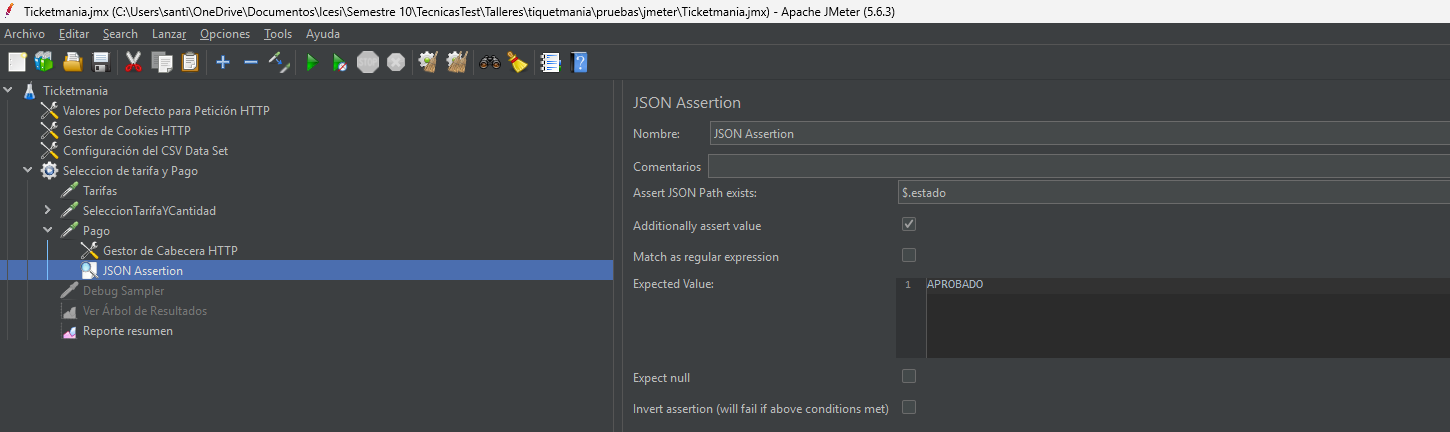 Ticketmania.jmx (C:\Users\santi\OneDrive\Documentos\Icesi\Semestre 10\TecnicasTest\Talleres\tiquetmania\pruebas\jmeter\Ticketmania.jmx) - Apache JMeter (5.6.3)
Archivo Editar Search Lanzar Opciones Tools Ayuda
STOP
Ticketmania
Valores por Defecto para Petición HTTP
Gestor de Cookies HTTP
Configuración del CSV Data Set
Seleccion de tarifa y Pago
Tarifas
SeleccionTarifaYCantidad
Pago
Gestor de Cabecera HTTP
JSON Assertion
Debug Sampler
Ver Árbol de Resultados
Reporte resumen
JSON Assertion
Nombre: JSON Assertion
Comentarios
Assert JSON Path exists: $.estado
Additionally assert value
Match as regular expression
Expected Value: 1 APROBADO
Expect null
Invert assertion (will fail if above conditions met)